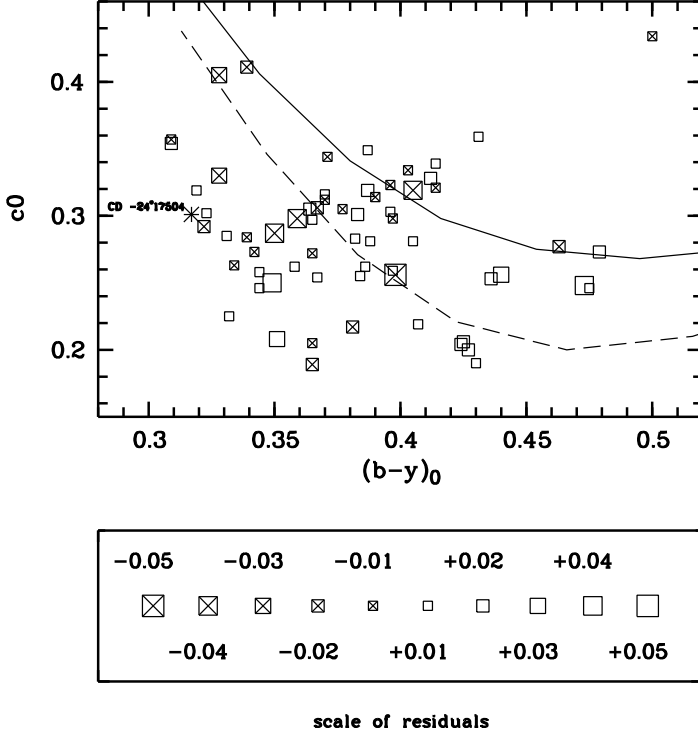 0.4
c0
CD -24°17504
0.3
0.2
0.3 0.35 0.4 0.45 0.5
(b-y)0
-0.05 -0.03 -0.01 +0.02 +0.04
-0.04 -0.02 +0.01 +0.03 +0.05
scale of residuals